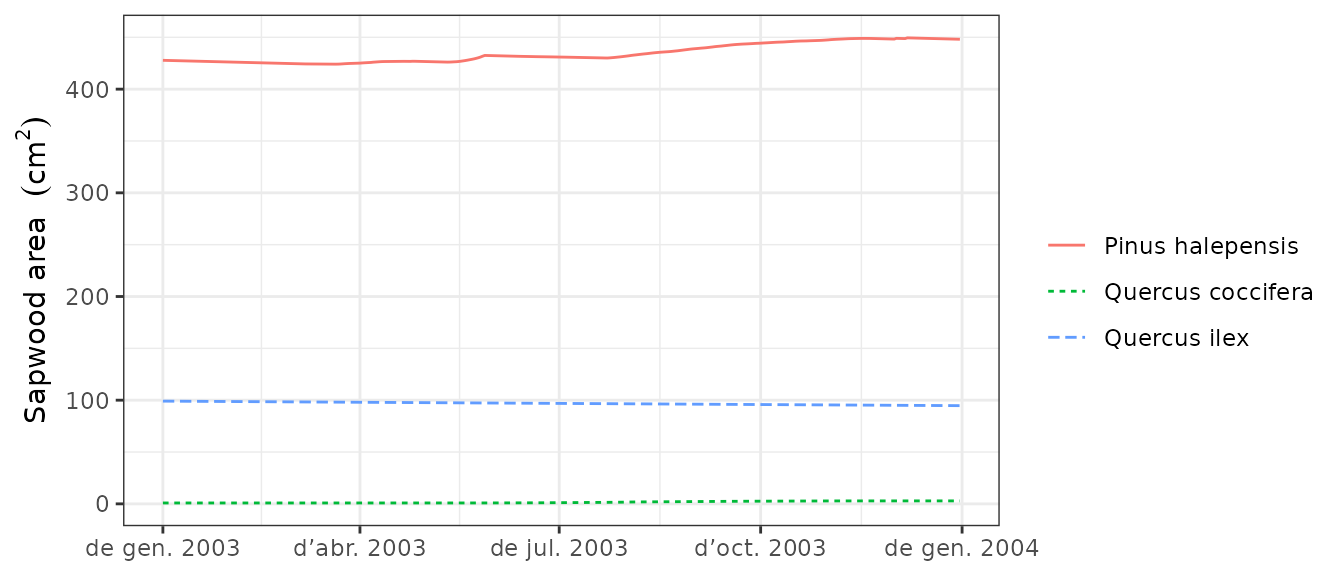 Sapwood area (cm²)
400
300
200
100
0
de gen. 2003 d’abr. 2003 de jul. 2003 d’oct. 2003 de gen. 2004
Pinus halepensis
Quercus coccifera
Quercus ilex